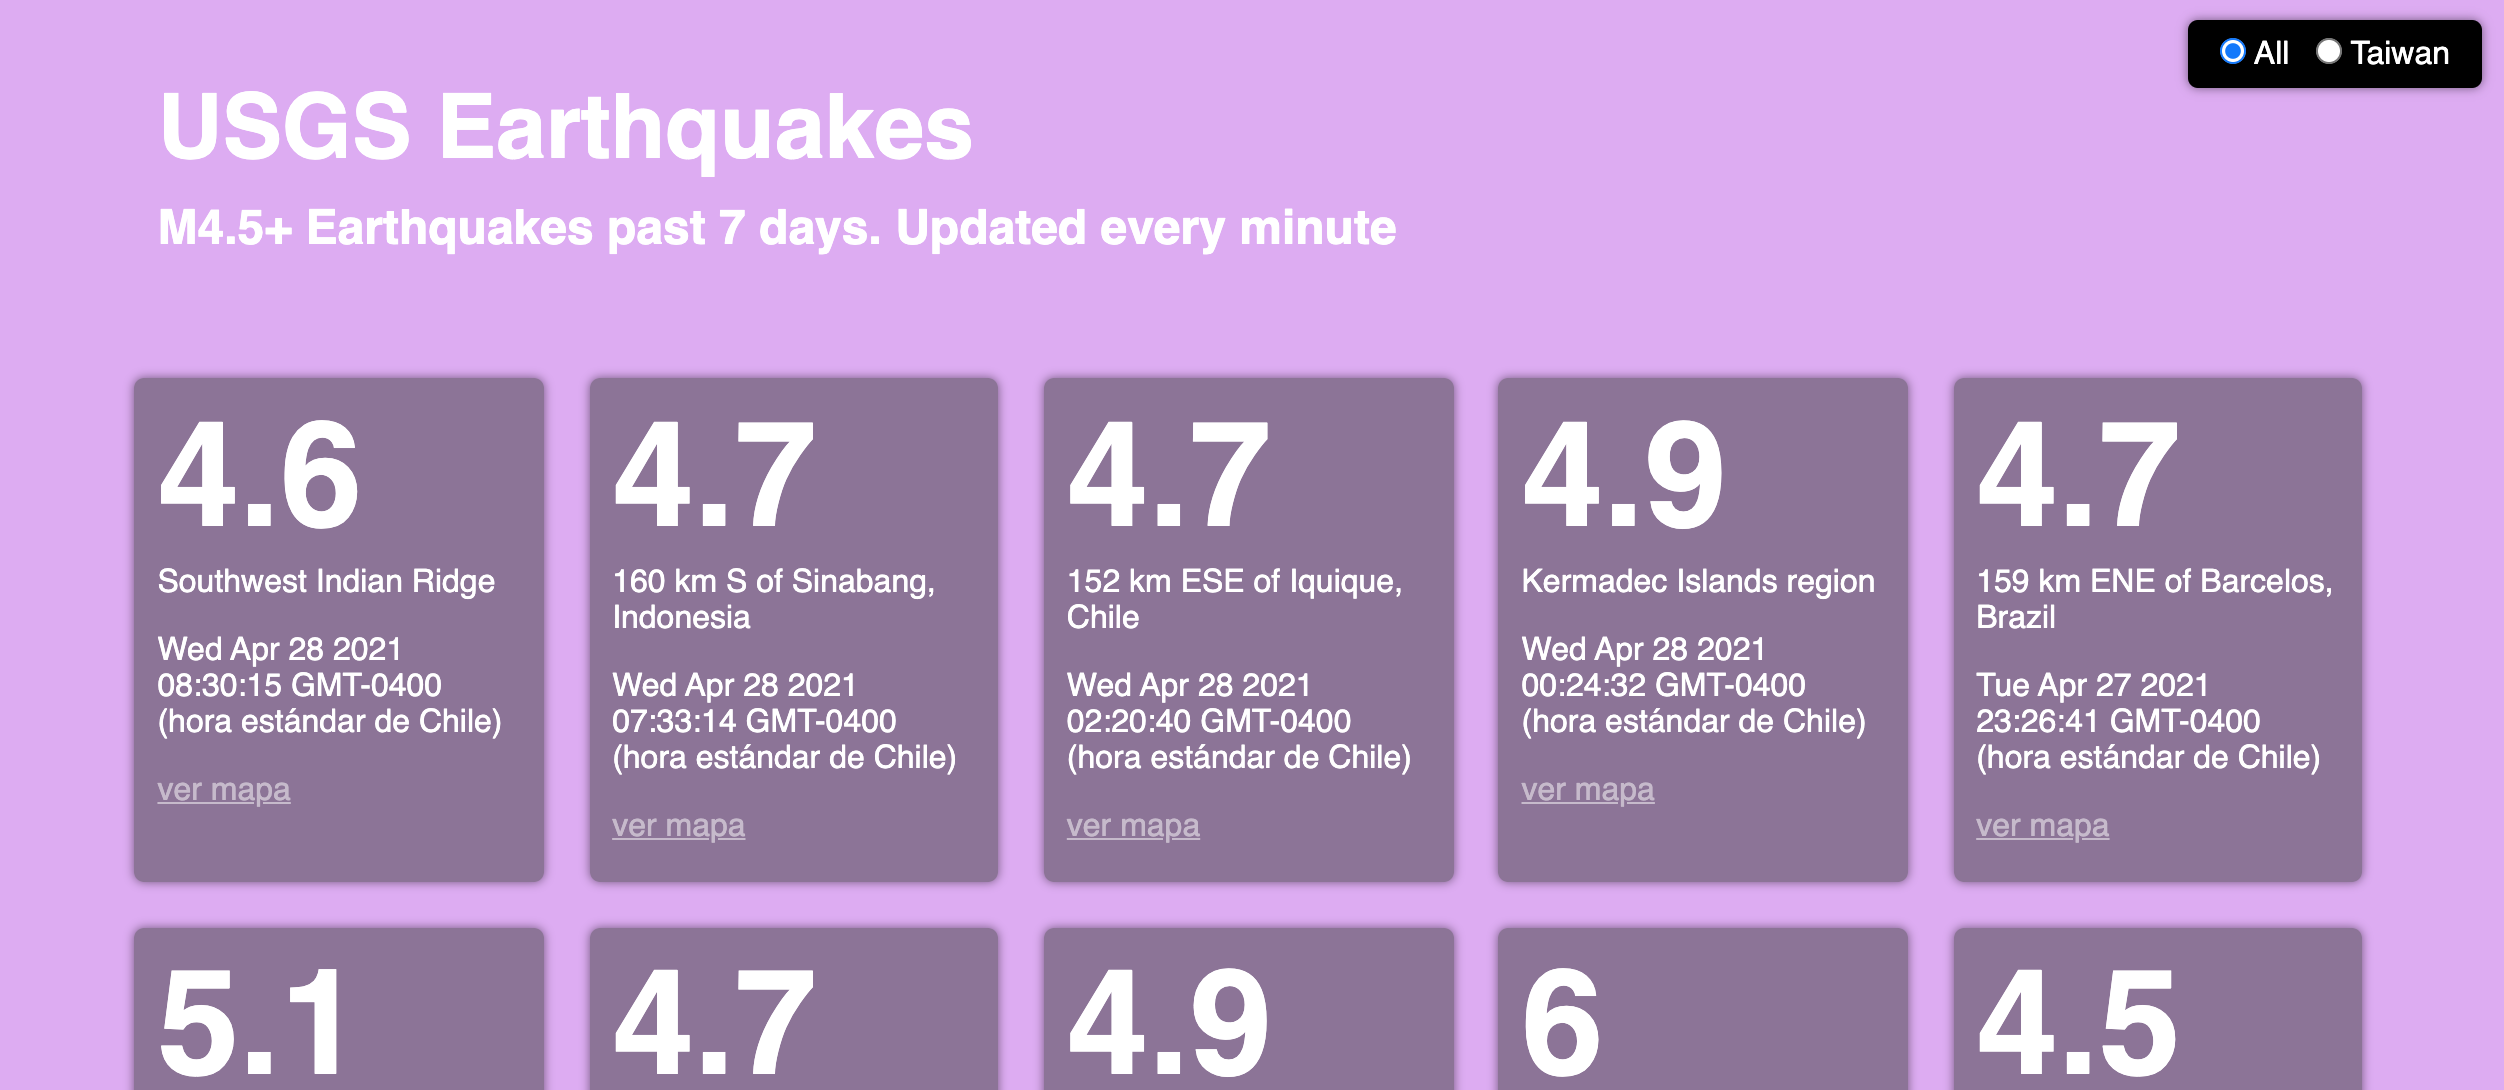 All
Taiwan
USGS Earthquakes
M4.5+ Earthquakes past 7 days. Updated every minute
4.6
Southwest Indian Ridge
Wed Apr 28 2021
08:30:15 GMT-0400
(hora estándar de Chile)
ver mapa
4.7
160 km S of Sinabang,
Indonesia
Wed Apr 28 2021
07:33:14 GMT-0400
(hora estándar de Chile)
ver mapa
4.7
152 km ESE of Iquique,
Chile
Wed Apr 28 2021
02:20:40 GMT-0400
(hora estándar de Chile)
ver mapa
4.9
Kermadec Islands region
Wed Apr 28 2021
00:24:32 GMT-0400
(hora estándar de Chile)
ver mapa
4.7
159 km ENE of Barcelos,
Brazil
Tue Apr 27 2021
23:26:41 GMT-0400
(hora estándar de Chile)
ver mapa
5.1
4.7
4.9
6
4.5